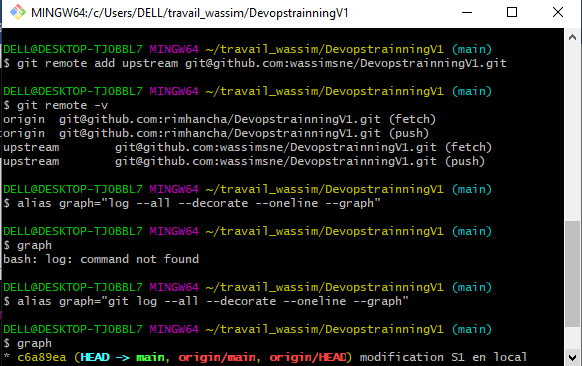 MINGW64:/c/Users/DELL/travail_wassim/DevopstrainningV1
DELL@DESKTOP-TJOBBL7 MINGW64 ~/travail_wassim/DevopstrainningV1 (main)
$ git remote add upstream git@github.com:wassimsne/DevopstrainningV1.git
DELL@DESKTOP-TJOBBL7 MINGW64 ~/travail_wassim/DevopstrainningV1 (main)
$ git remote -v
origin  git@github.com:rimhancha/DevopstrainningV1.git (fetch)
origin  git@github.com:rimhancha/DevopstrainningV1.git (push)
upstream        git@github.com:wassimsne/DevopstrainningV1.git (fetch)
upstream        git@github.com:wassimsne/DevopstrainningV1.git (push)
DELL@DESKTOP-TJOBBL7 MINGW64 ~/travail_wassim/DevopstrainningV1 (main)
$ alias graph="log --all --decorate --oneline --graph"
DELL@DESKTOP-TJOBBL7 MINGW64 ~/travail_wassim/DevopstrainningV1 (main)
$ graph
bash: log: command not found
DELL@DESKTOP-TJOBBL7 MINGW64 ~/travail_wassim/DevopstrainningV1 (main)
$ alias graph="git log --all --decorate --oneline --graph"
DELL@DESKTOP-TJOBBL7 MINGW64 ~/travail_wassim/DevopstrainningV1 (main)
$ graph
* c6a89ea (HEAD -> main, origin/main, origin/HEAD) modification S1 en local